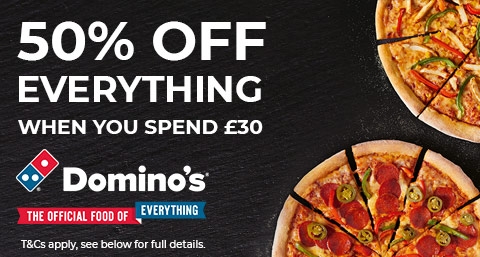 50% OFF
EVERYTHING
WHEN YOU SPEND £30
Domino's®
THE OFFICIAL FOOD OF EVERYTHING
T&Cs apply, see below for full details.